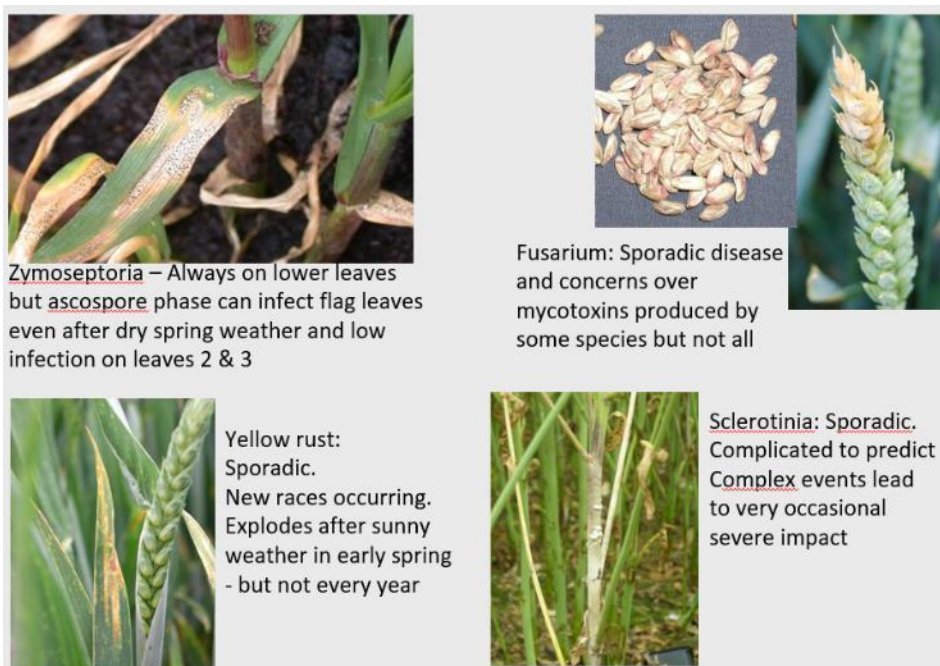 Zymoseptoria – Always on lower leaves
but ascospore phase can infect flag leaves
even after dry spring weather and low
infection on leaves 2 & 3
Fusarium: Sporadic disease
and concerns over
mycotoxins produced by
some species but not all
Yellow rust:
Sporadic.
New races occurring.
Explodes after sunny
weather in early spring
- but not every year
Sclerotinia: Sporadic.
Complicated to predict
Complex events lead
to very occasional
severe impact